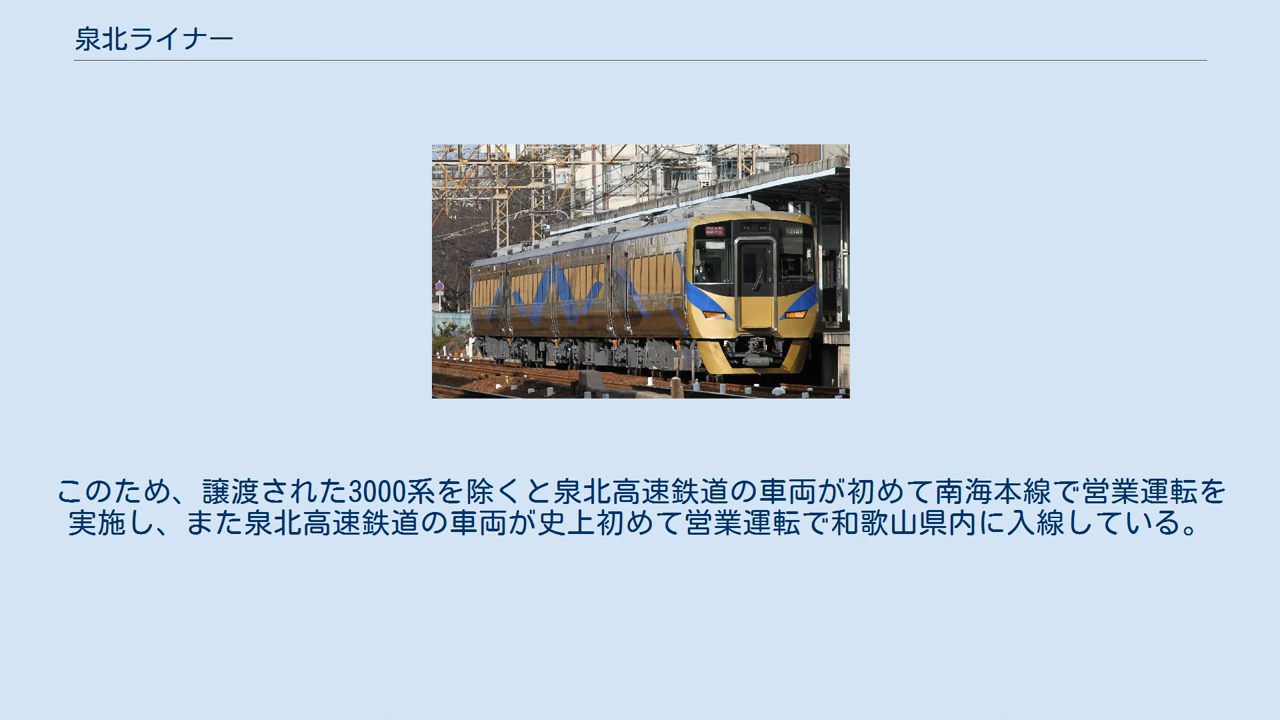 泉北ライナー
このため、譲渡された3000系を除くと泉北高速鉄道の車両が初めて南海本線で営業運転を
実施し、また泉北高速鉄道の車両が史上初めて営業運転で和歌山県内に入線している。